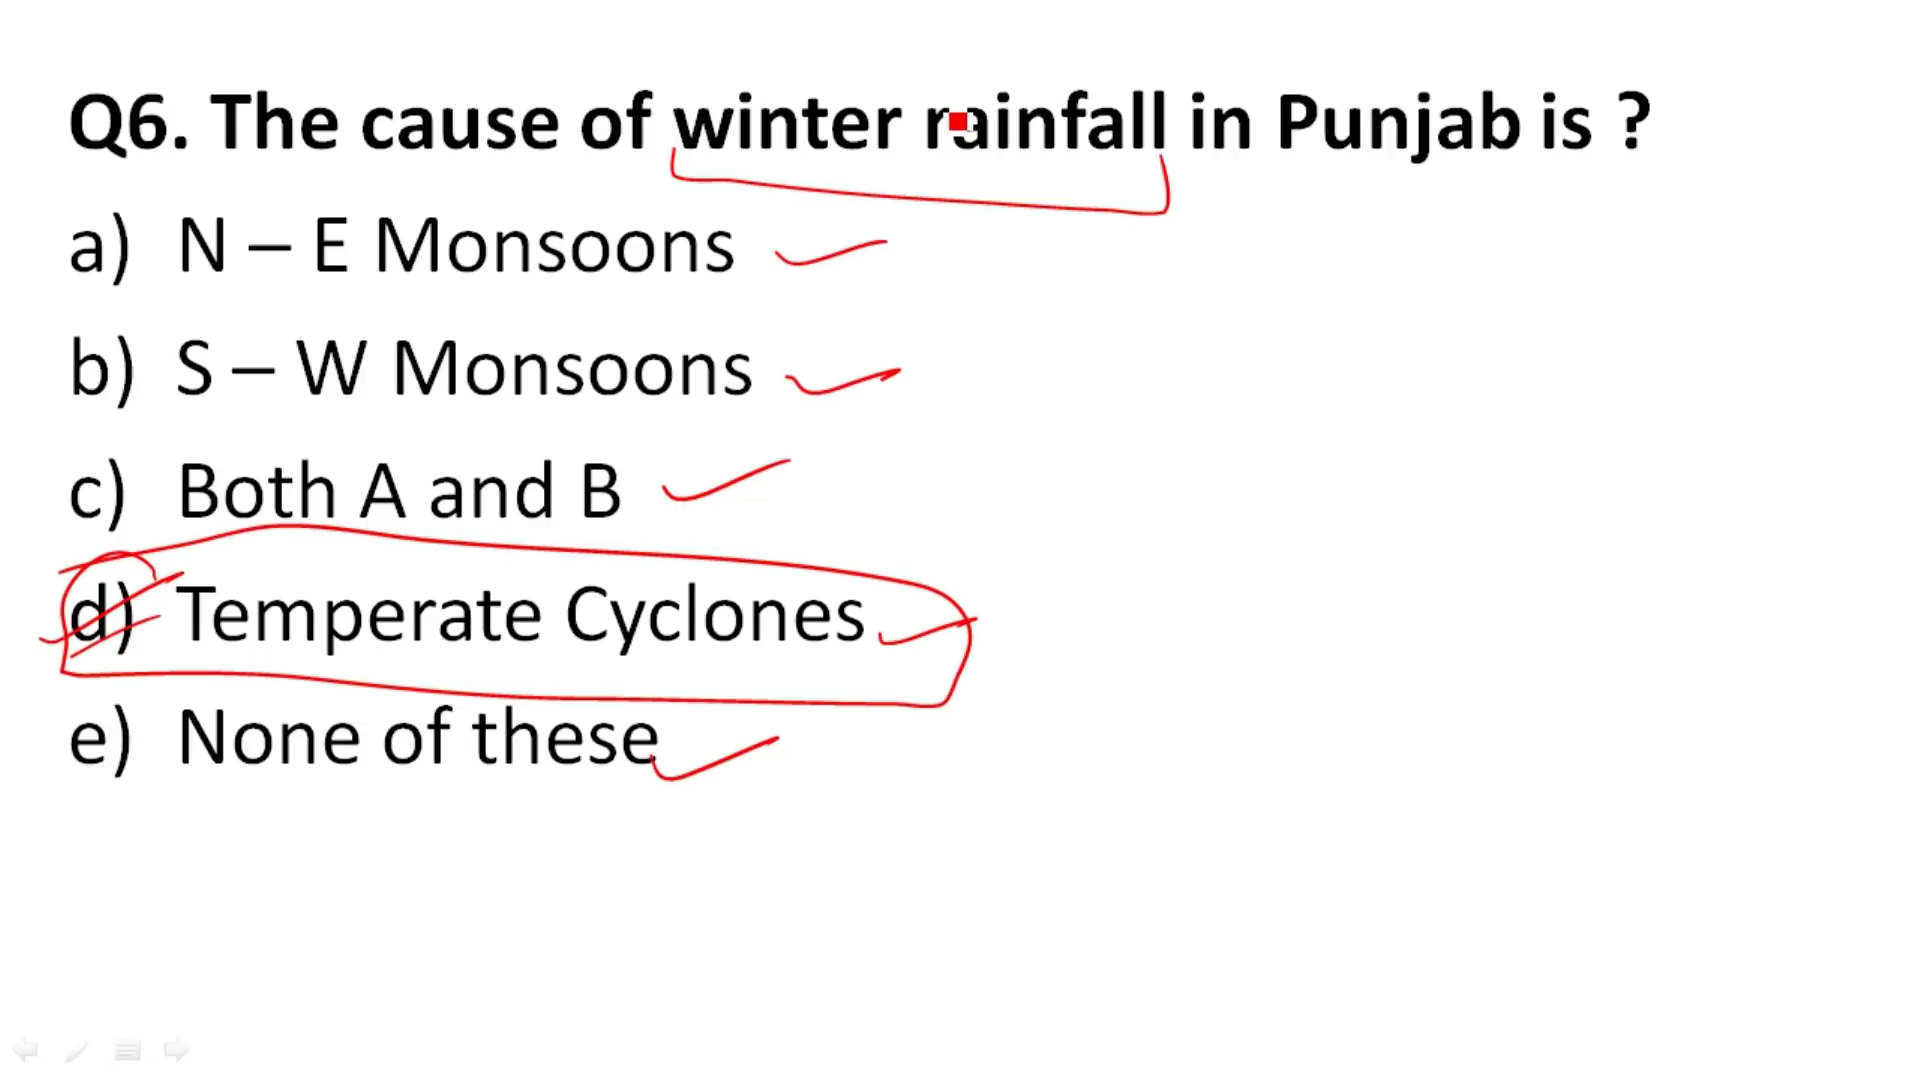 Q6. The cause of winter rainfall in Punjab is ?
a) N – E Monsoons
b) S – W Monsoons
c) Both A and B
d) Temperate Cyclones
e) None of these